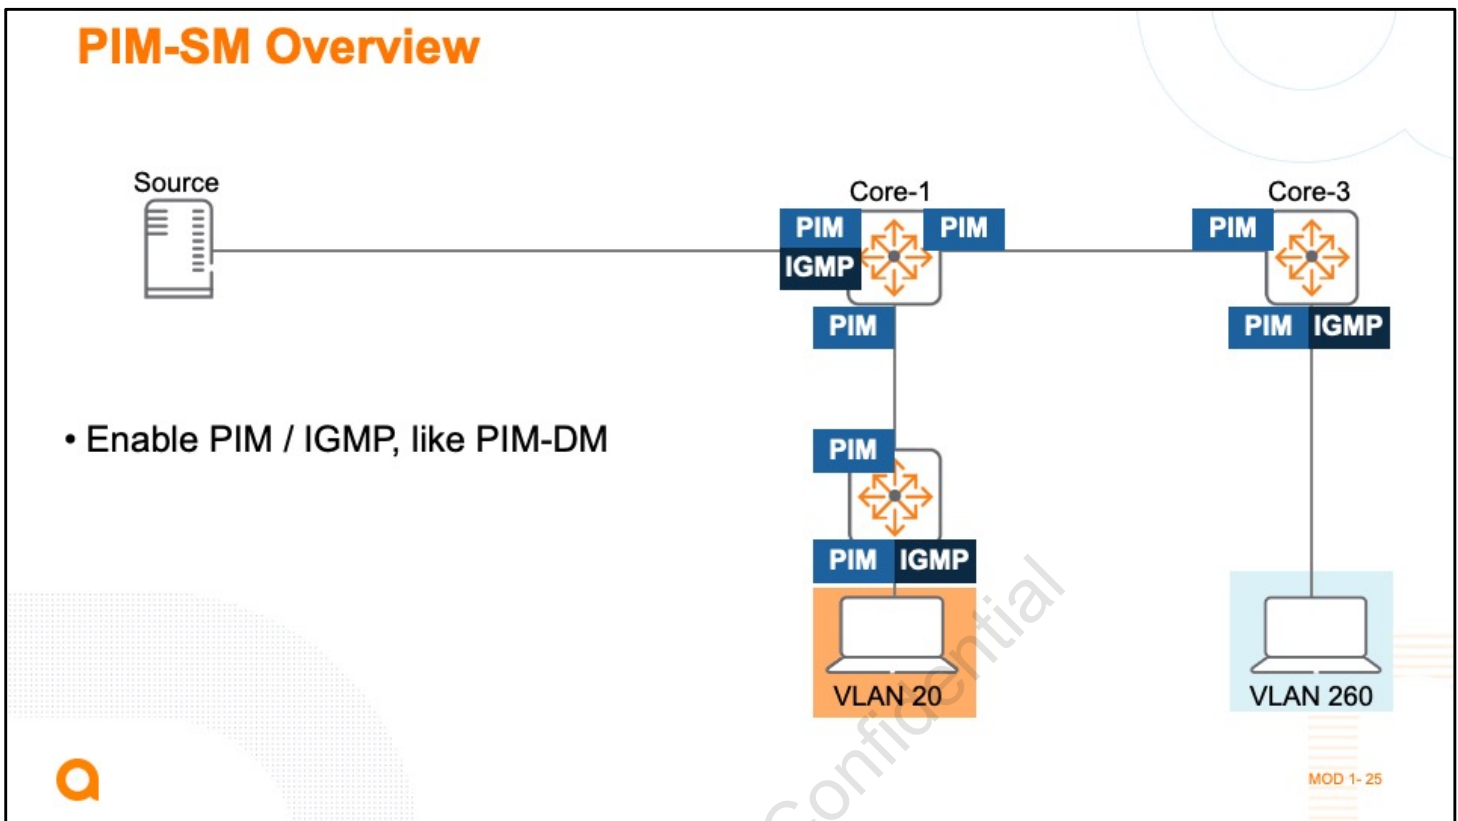 PIM-SM Overview
Source
Core-1
Core-3
PIM
PIM
PIM
IGMP
PIM
PIM IGMP
• Enable PIM / IGMP, like PIM-DM
PIM
PIM IGMP
VLAN 20
VLAN 260
Confidential
MOD 1- 25